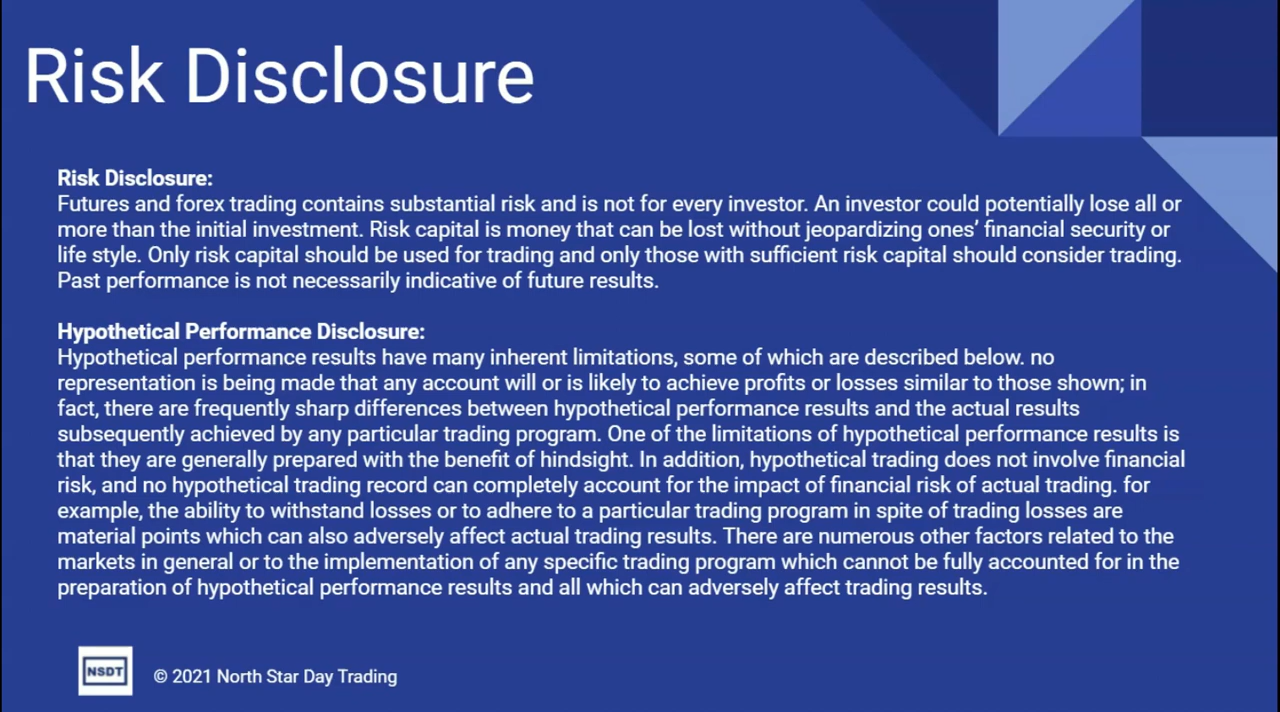 Risk Disclosure
Risk Disclosure:
Futures and forex trading contains substantial risk and is not for every investor. An investor could potentially lose all or
more than the initial investment. Risk capital is money that can be lost without jeopardizing ones’ financial security or
life style. Only risk capital should be used for trading and only those with sufficient risk capital should consider trading.
Past performance is not necessarily indicative of future results.
Hypothetical Performance Disclosure:
Hypothetical performance results have many inherent limitations, some of which are described below. no
representation is being made that any account will or is likely to achieve profits or losses similar to those shown; in
fact, there are frequently sharp differences between hypothetical performance results and the actual results
subsequently achieved by any particular trading program. One of the limitations of hypothetical performance results is
that they are generally prepared with the benefit of hindsight. In addition, hypothetical trading does not involve financial
risk, and no hypothetical trading record can completely account for the impact of financial risk of actual trading. for
example, the ability to withstand losses or to adhere to a particular trading program in spite of trading losses are
material points which can also adversely affect actual trading results. There are numerous other factors related to the
markets in general or to the implementation of any specific trading program which cannot be fully accounted for in the
preparation of hypothetical performance results and all which can adversely affect trading results.
NSDT
© 2021 North Star Day Trading